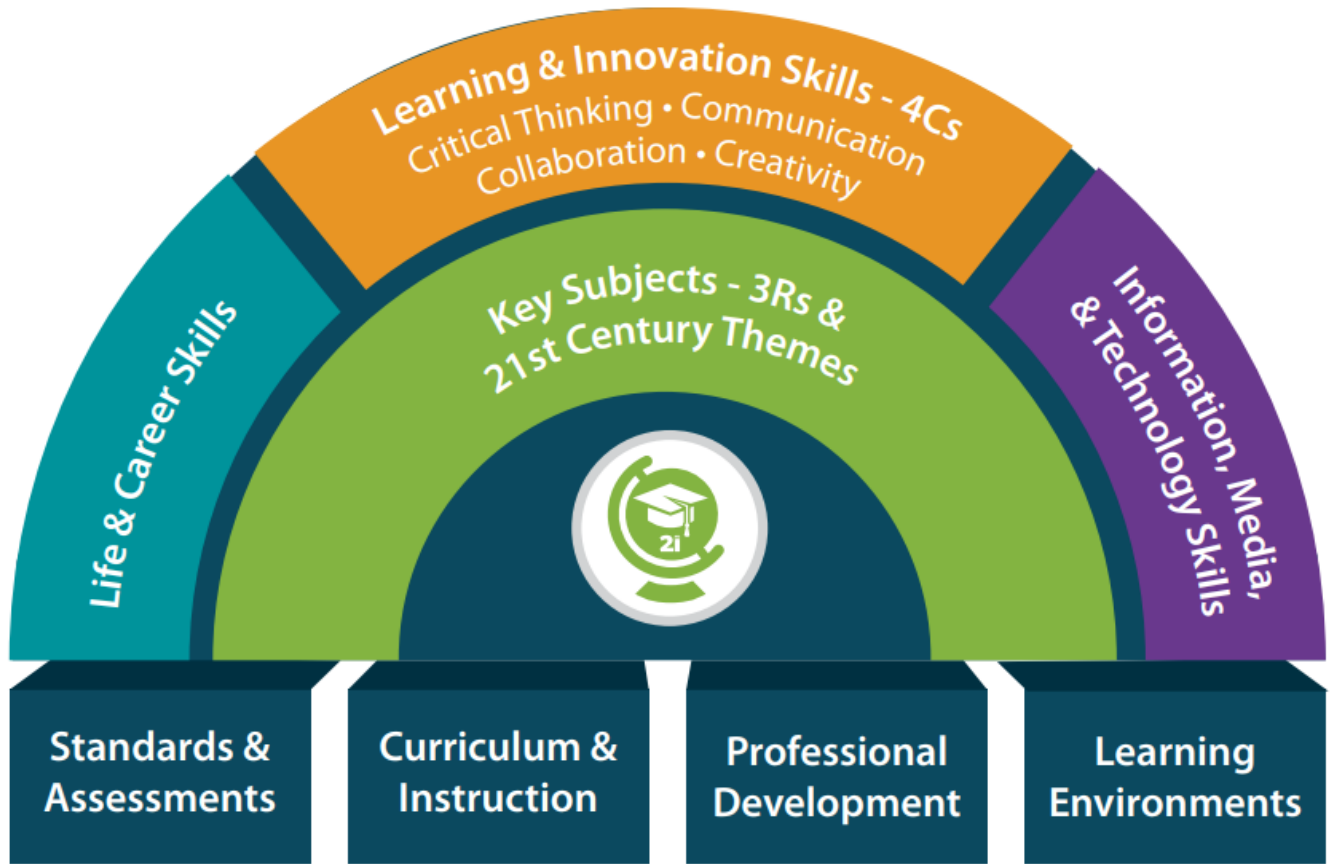 Learning & Innovation Skills - 4Cs
Critical Thinking • Communication
Collaboration • Creativity
Life & Career Skills
Key Subjects - 3Rs &
21st Century Themes
Information, Media,
& Technology Skills
2i
Standards &
Assessments
Curriculum &
Instruction
Professional
Development
Learning
Environments